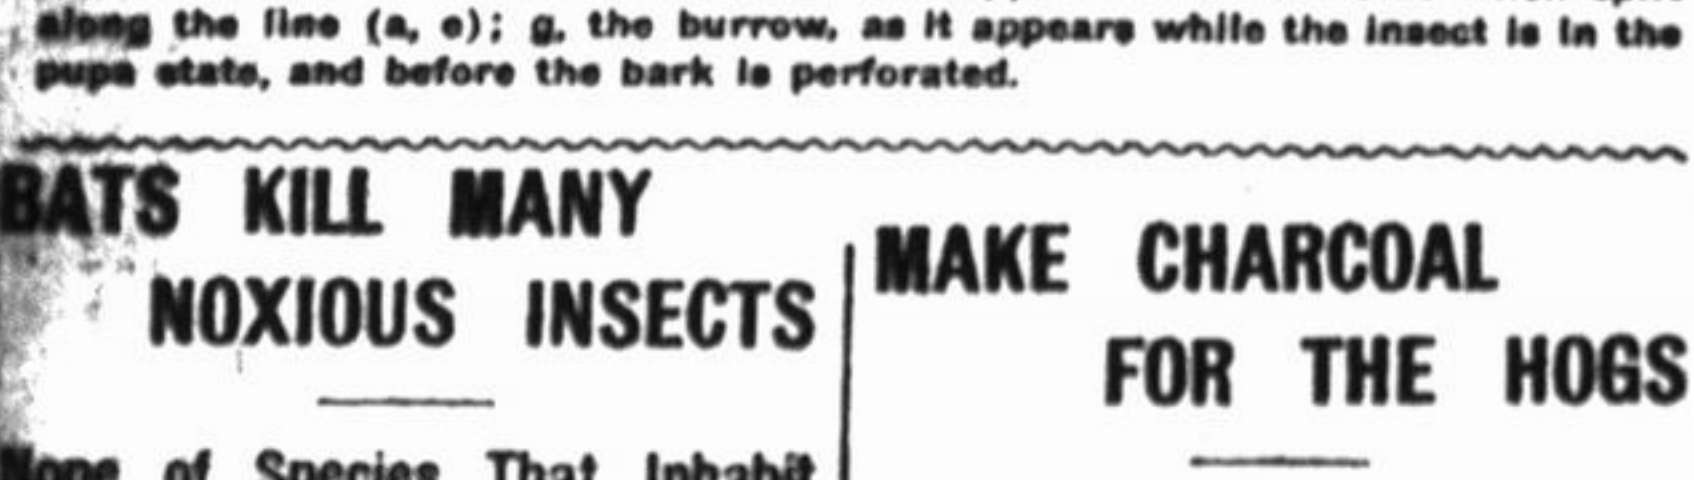 along the line (a, e); g, the burrow, as it appears while the insect is in the
pupa state, and before the bark is perforated.
BATS KILL MANY
NOXIOUS INSECTS
None of Species That Inhabit
MAKE CHARCOAL
FOR THE HOGS